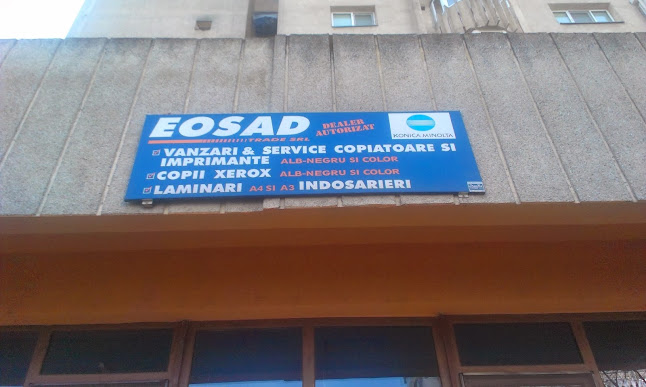 EOSAD
TRADE SRL
DEALER
AUTORIZAT
KONICA MINOLTA
VANZARI & SERVICE COPIATOARE SI
IMPRIMANTE ALB-NEGRU SI COLOR
COPII XEROX ALB-NEGRU SI COLOR
LAMINARI A4 SI A3 INDOSARIERI